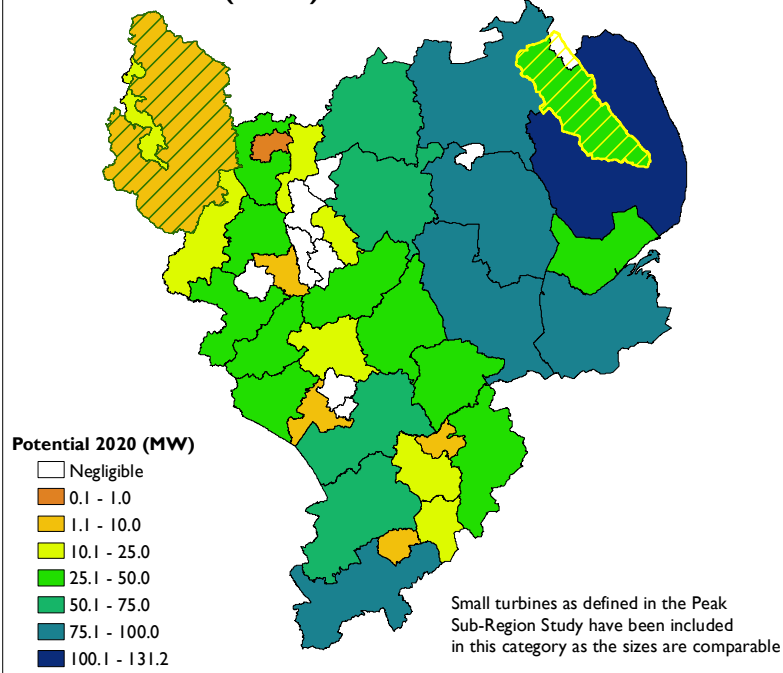 Potential 2020 (MW)
Negligible
0.1 - 1.0
1.1 - 10.0
10.1 - 25.0
25.1 - 50.0
50.1 - 75.0
75.1 - 100.0
100.1 - 131.2
Small turbines as defined in the Peak
Sub-Region Study have been included
in this category as the sizes are comparable